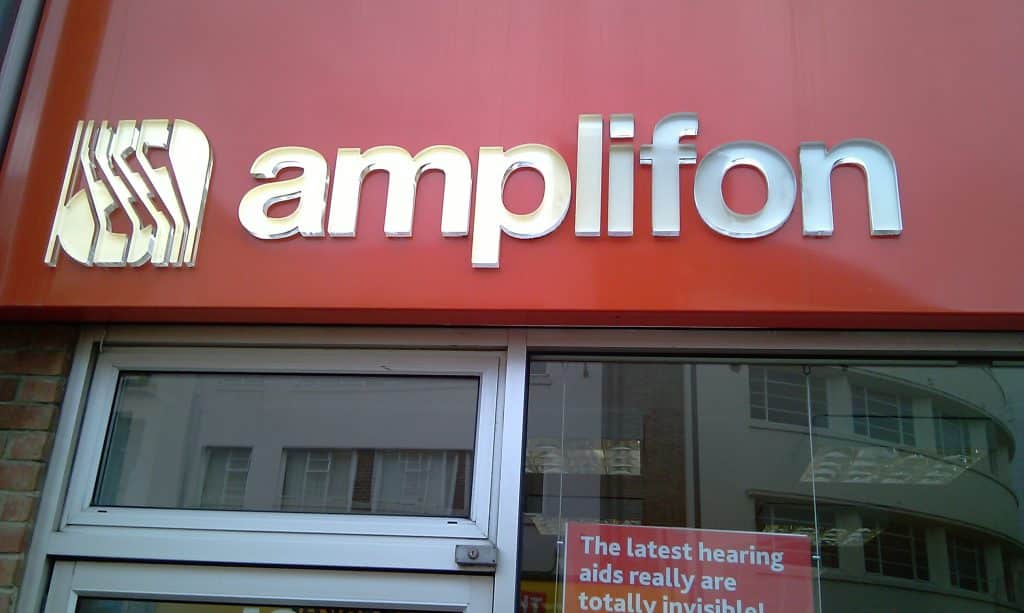 amplifon
The latest hearing
aids really are
totally invisible!